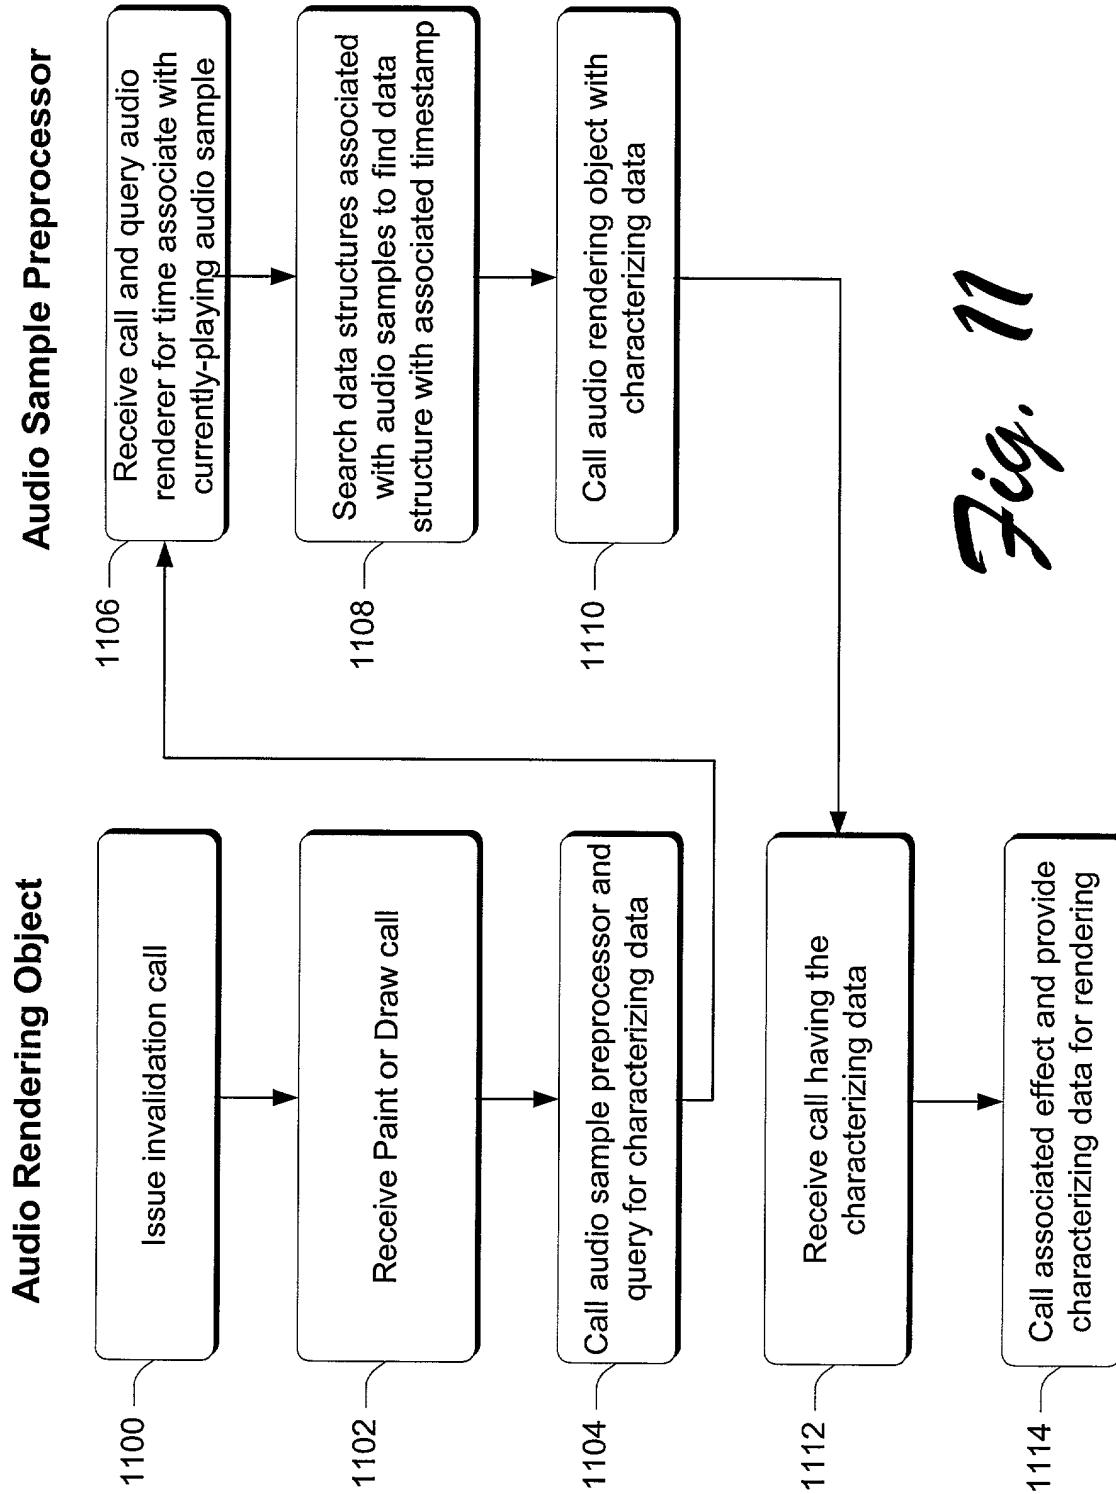 Audio Rendering Object
1100
Issue invalidation call
1102
Receive Paint or Draw call
1104
Call audio sample preprocessor and
query for characterizing data
1112
Receive call having the
characterizing data
1114
Call associated effect and provide
characterizing data for rendering
Audio Sample Preprocessor
1106
Receive call and query audio
renderer for time associate with
currently-playing audio sample
1108
Search data structures associated
with audio samples to find data
structure with associated timestamp
1110
Call audio rendering object with
characterizing data
Fig. 11